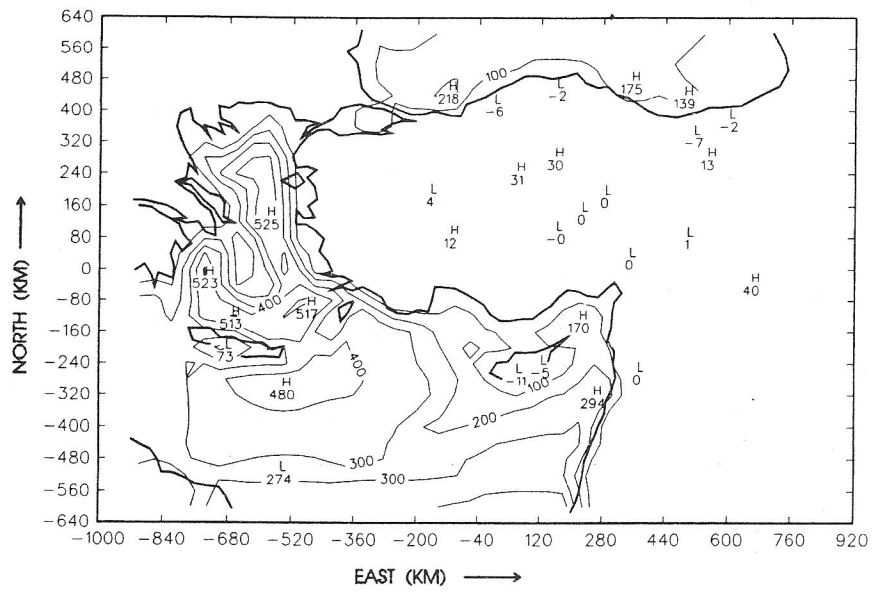 640
560
480
400
320
240
160
80
0
-80
-160
-240
-320
-400
-480
-560
-640
-1000 -840 -680 -520 -360 -200 -40 120 280 440 600 760 920
NORTH (KM)
EAST (KM)
100
H 218
L -6
L -2
H 175
H 139
L -2
L -7
H 13
H 30
H 31
L 4
L 0
L 0
H 525
H 12
L -0
L 1
L 0
H 523
H 40
400
H 517
H 513
H 170
L 73
400
L -11
L -5
100
L 0
H 480
H 294
200
300
L 274
300